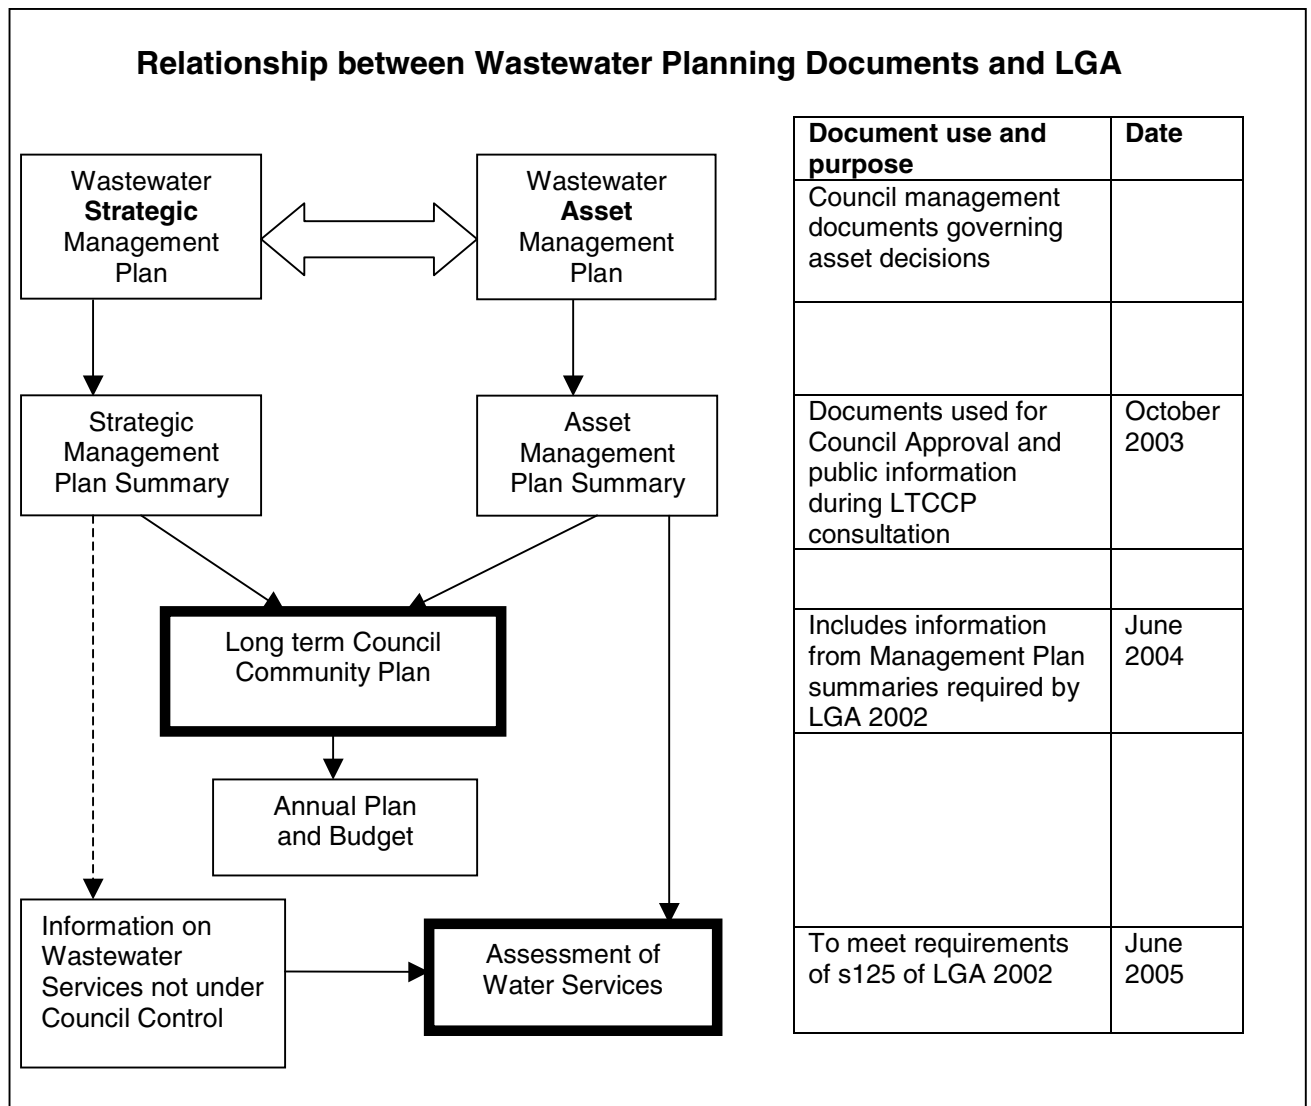 Relationship between Wastewater Planning Documents and LGA
Wastewater
Strategic
Management
Plan
Wastewater
Asset
Management
Plan
Strategic
Management
Plan Summary
Asset
Management
Plan Summary
Long term Council
Community Plan
Annual Plan
and Budget
Information on
Wastewater
Services not under
Council Control
Assessment of
Water Services
Document use and
purpose
Date
Council management
documents governing
asset decisions
Documents used for
Council Approval and
public information
during LTCCP
consultation
October
2003
Includes information
from Management Plan
summaries required by
LGA 2002
June
2004
To meet requirements
of s125 of LGA 2002
June
2005